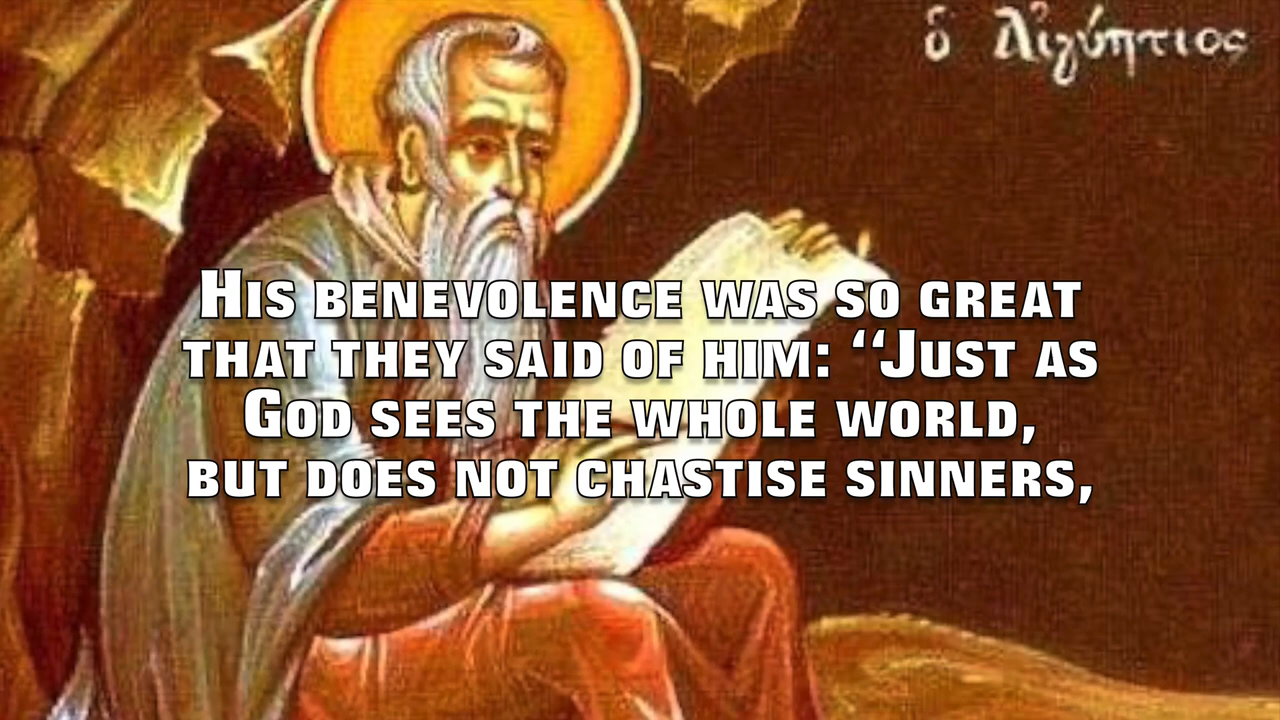 ὁ Αἰγύπτιος
His benevolence was so great
that they said of him: “Just as
God sees the whole world,
but does not chastise sinners,